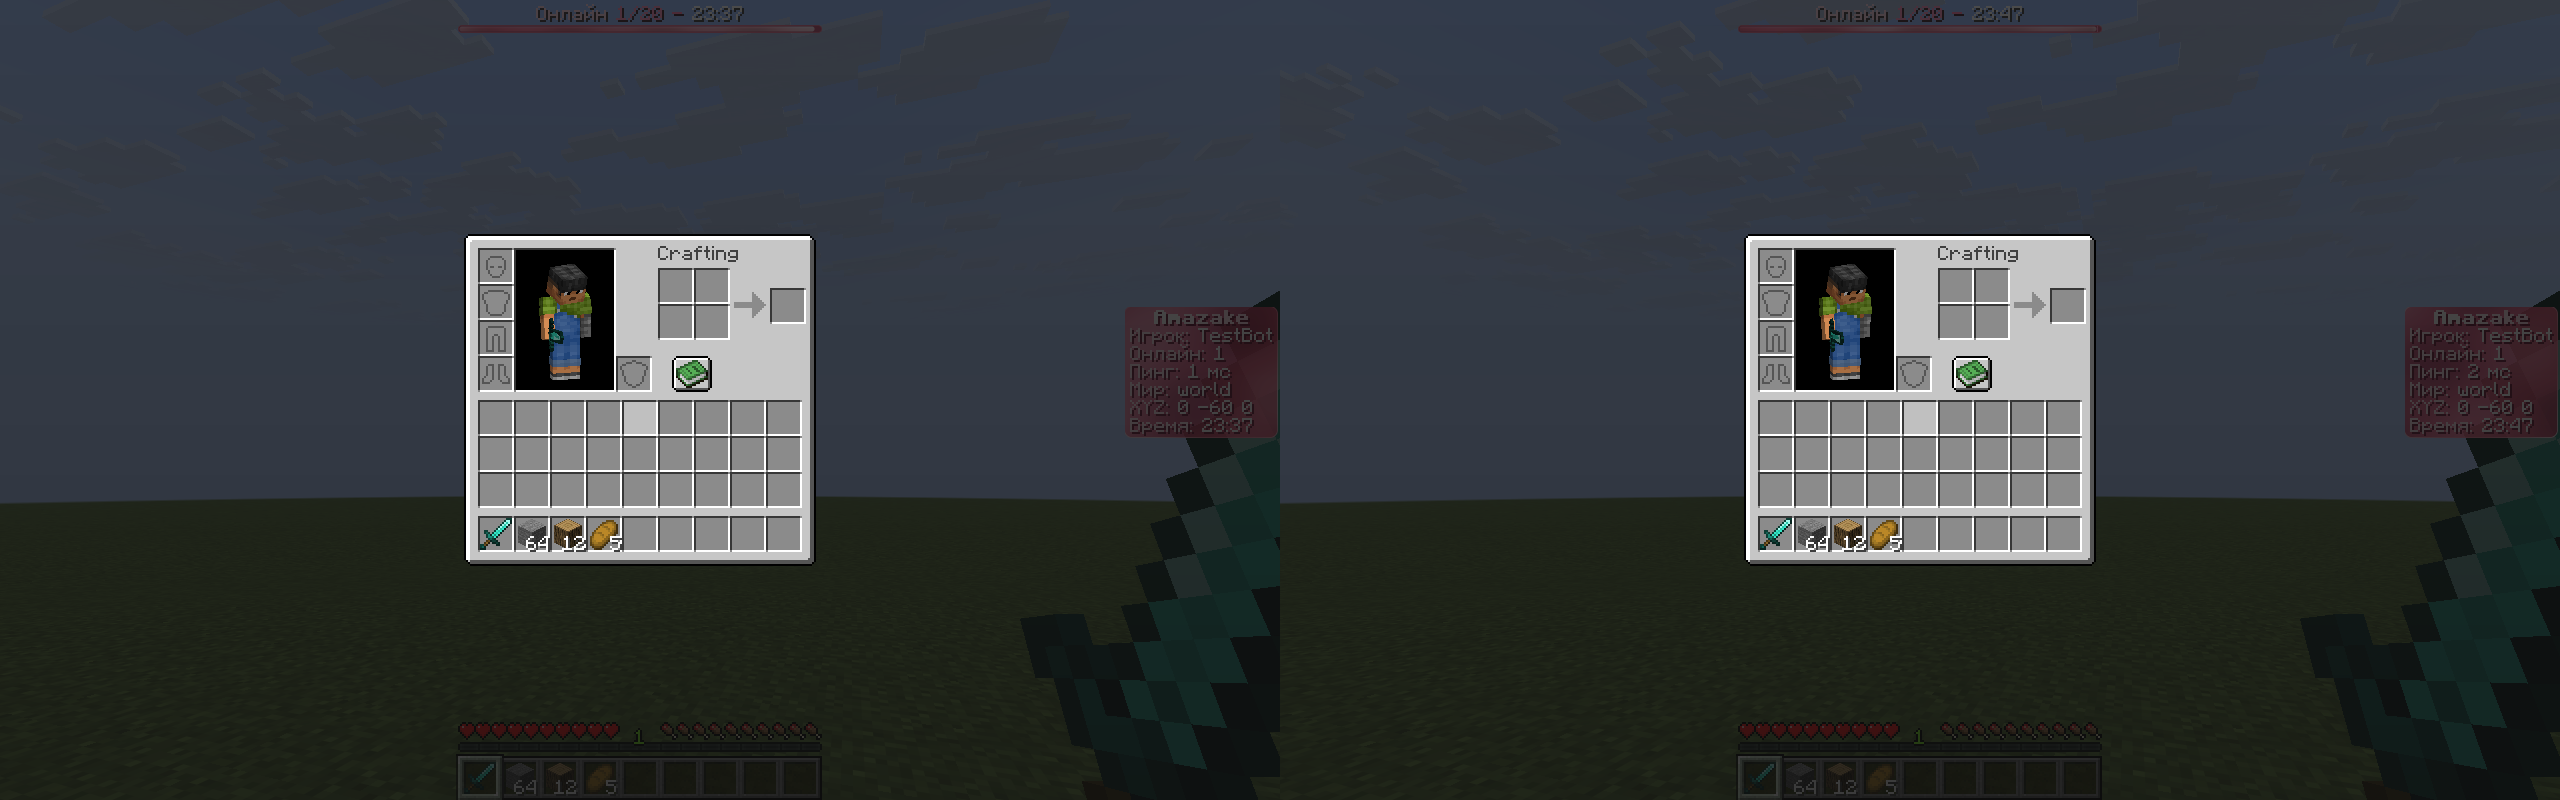 Онлайн 1/20 - 23:37
Crafting
Amazake
Игрок: TestBot
Онлайн: 1
Пинг: 1 мс
Мир: world
XYZ: 0 -60 0
Время: 23:37
64 12 5
1
64 12 5
Онлайн 1/20 - 23:47
Crafting
Amazake
Игрок: TestBot
Онлайн: 1
Пинг: 2 мс
Мир: world
XYZ: 0 -60 0
Время: 23:47
64 12 5
1
64 12 5